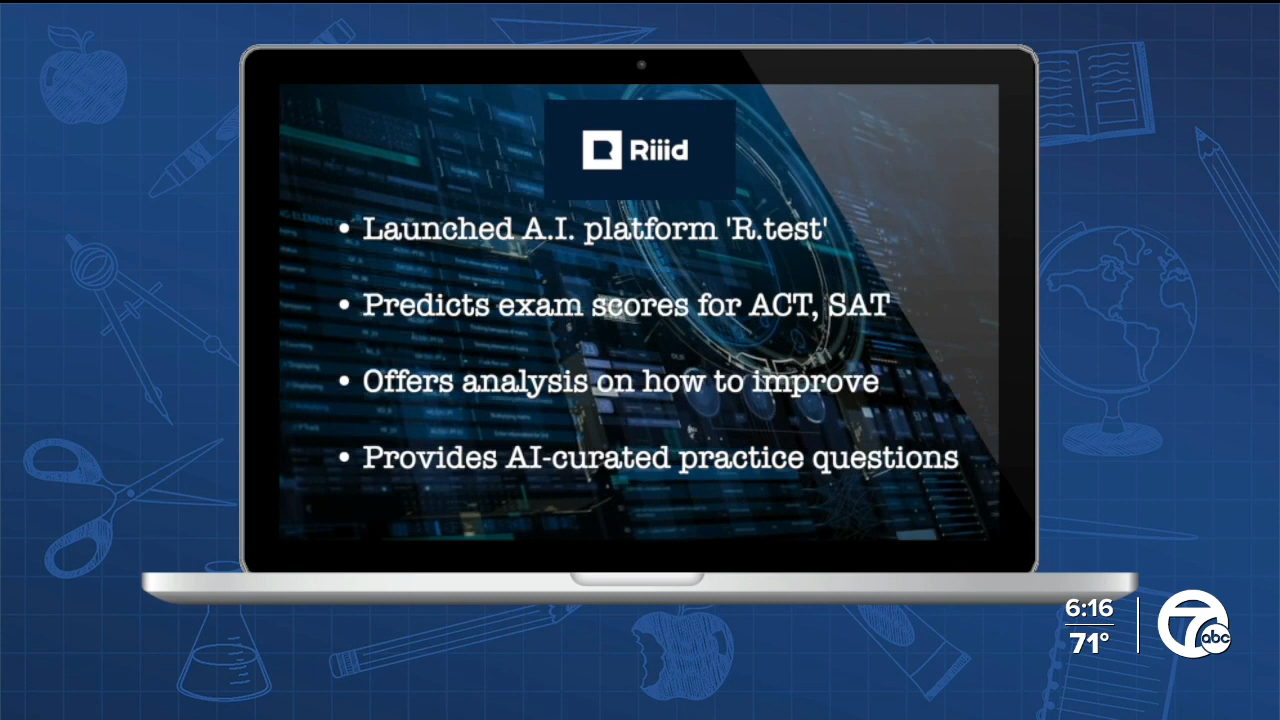 Riiid
• Launched A.I. platform 'R.test'
• Predicts exam scores for ACT, SAT
• Offers analysis on how to improve
• Provides AI-curated practice questions
6:16
71°
7 abc